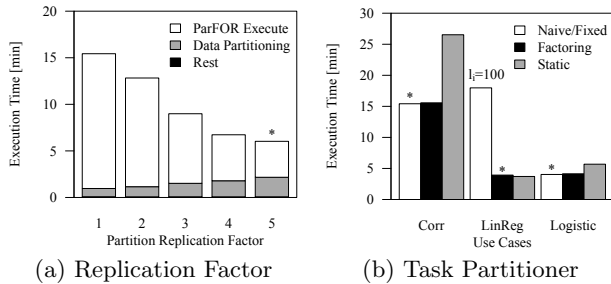 20
15
10
5
0
Execution Time [min]
ParFOR Execute
Data Partitioning
Rest
*
1 2 3 4 5
Partition Replication Factor
(a) Replication Factor
30
25
20
15
10
5
0
Execution Time [min]
Naive/Fixed
Factoring
Static
li=100
* * *
Corr LinReg Logistic
Use Cases
(b) Task Partitioner